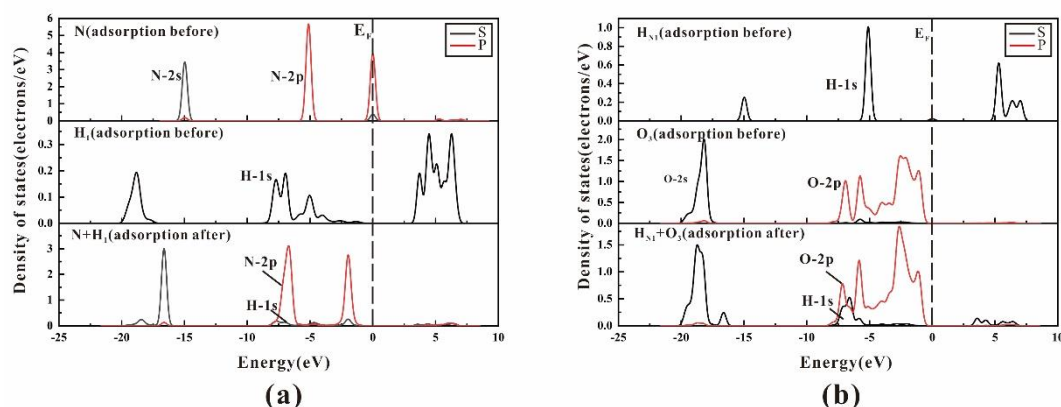 N(adsorption before)
E_F
S
P
N-2s
N-2p
6
5
4
3
2
1
0
H₁(adsorption before)
H-1s
0.3
0.2
0.1
0.0
N+H₁(adsorption after)
N-2p
H-1s
3
2
1
0
Density of states(electrons/eV)
-25 -20 -15 -10 -5 0 5 10
Energy(eV)
(a)
H_N1(adsorption before)
E_F
S
P
H-1s
1.0
0.8
0.6
0.4
0.2
0.0
O₃(adsorption before)
O-2s
O-2p
2.0
1.5
1.0
0.5
0.0
H_N1+O₃(adsorption after)
O-2p
H-1s
1.5
1.0
0.5
0.0
Density of states(electrons/eV)
-25 -20 -15 -10 -5 0 5 10
Energy(eV)
(b)